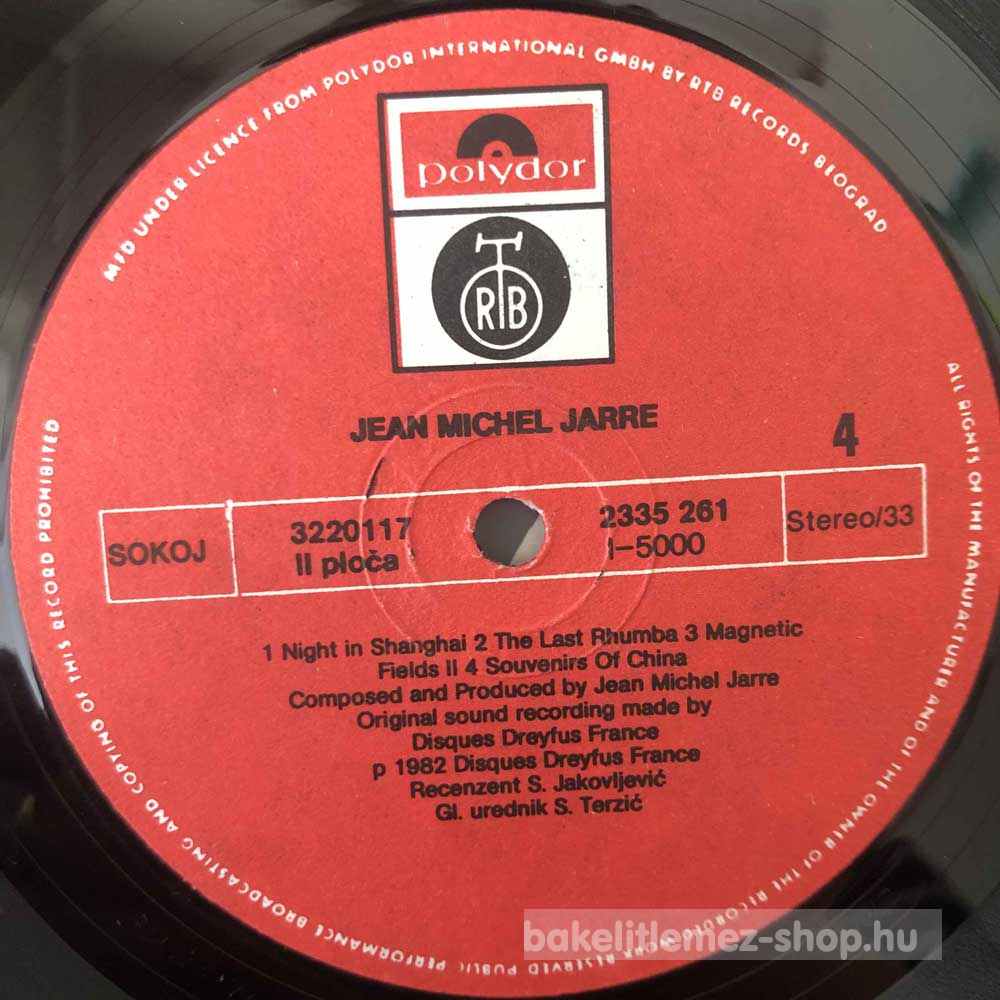 MFD UNDER LICENCE FROM POLYDOR INTERNATIONAL GMBH BY RTB RECORDS BEOGRAD
polydor
RTB
JEAN MICHEL JARRE
4
SOKOJ
3220117
II ploča
2335 261
1-5000
Stereo/33
1 Night in Shanghai 2 The Last Rhumba 3 Magnetic
Fields II 4 Souvenirs Of China
Composed and Produced by Jean Michel Jarre
Original sound recording made by
Disques Dreyfus France
p 1982 Disques Dreyfus France
Recenzent S. Jakovljević
Gl. urednik S. Terzić
ALL RIGHTS OF THE MANUFACTURER AND OF THE OWNER OF THE RECORDED WORK RESERVED PUBLIC PERFORMANCE BROADCASTING AND COPYING OF THIS RECORD PROHIBITED
bakelitlemez-shop.hu